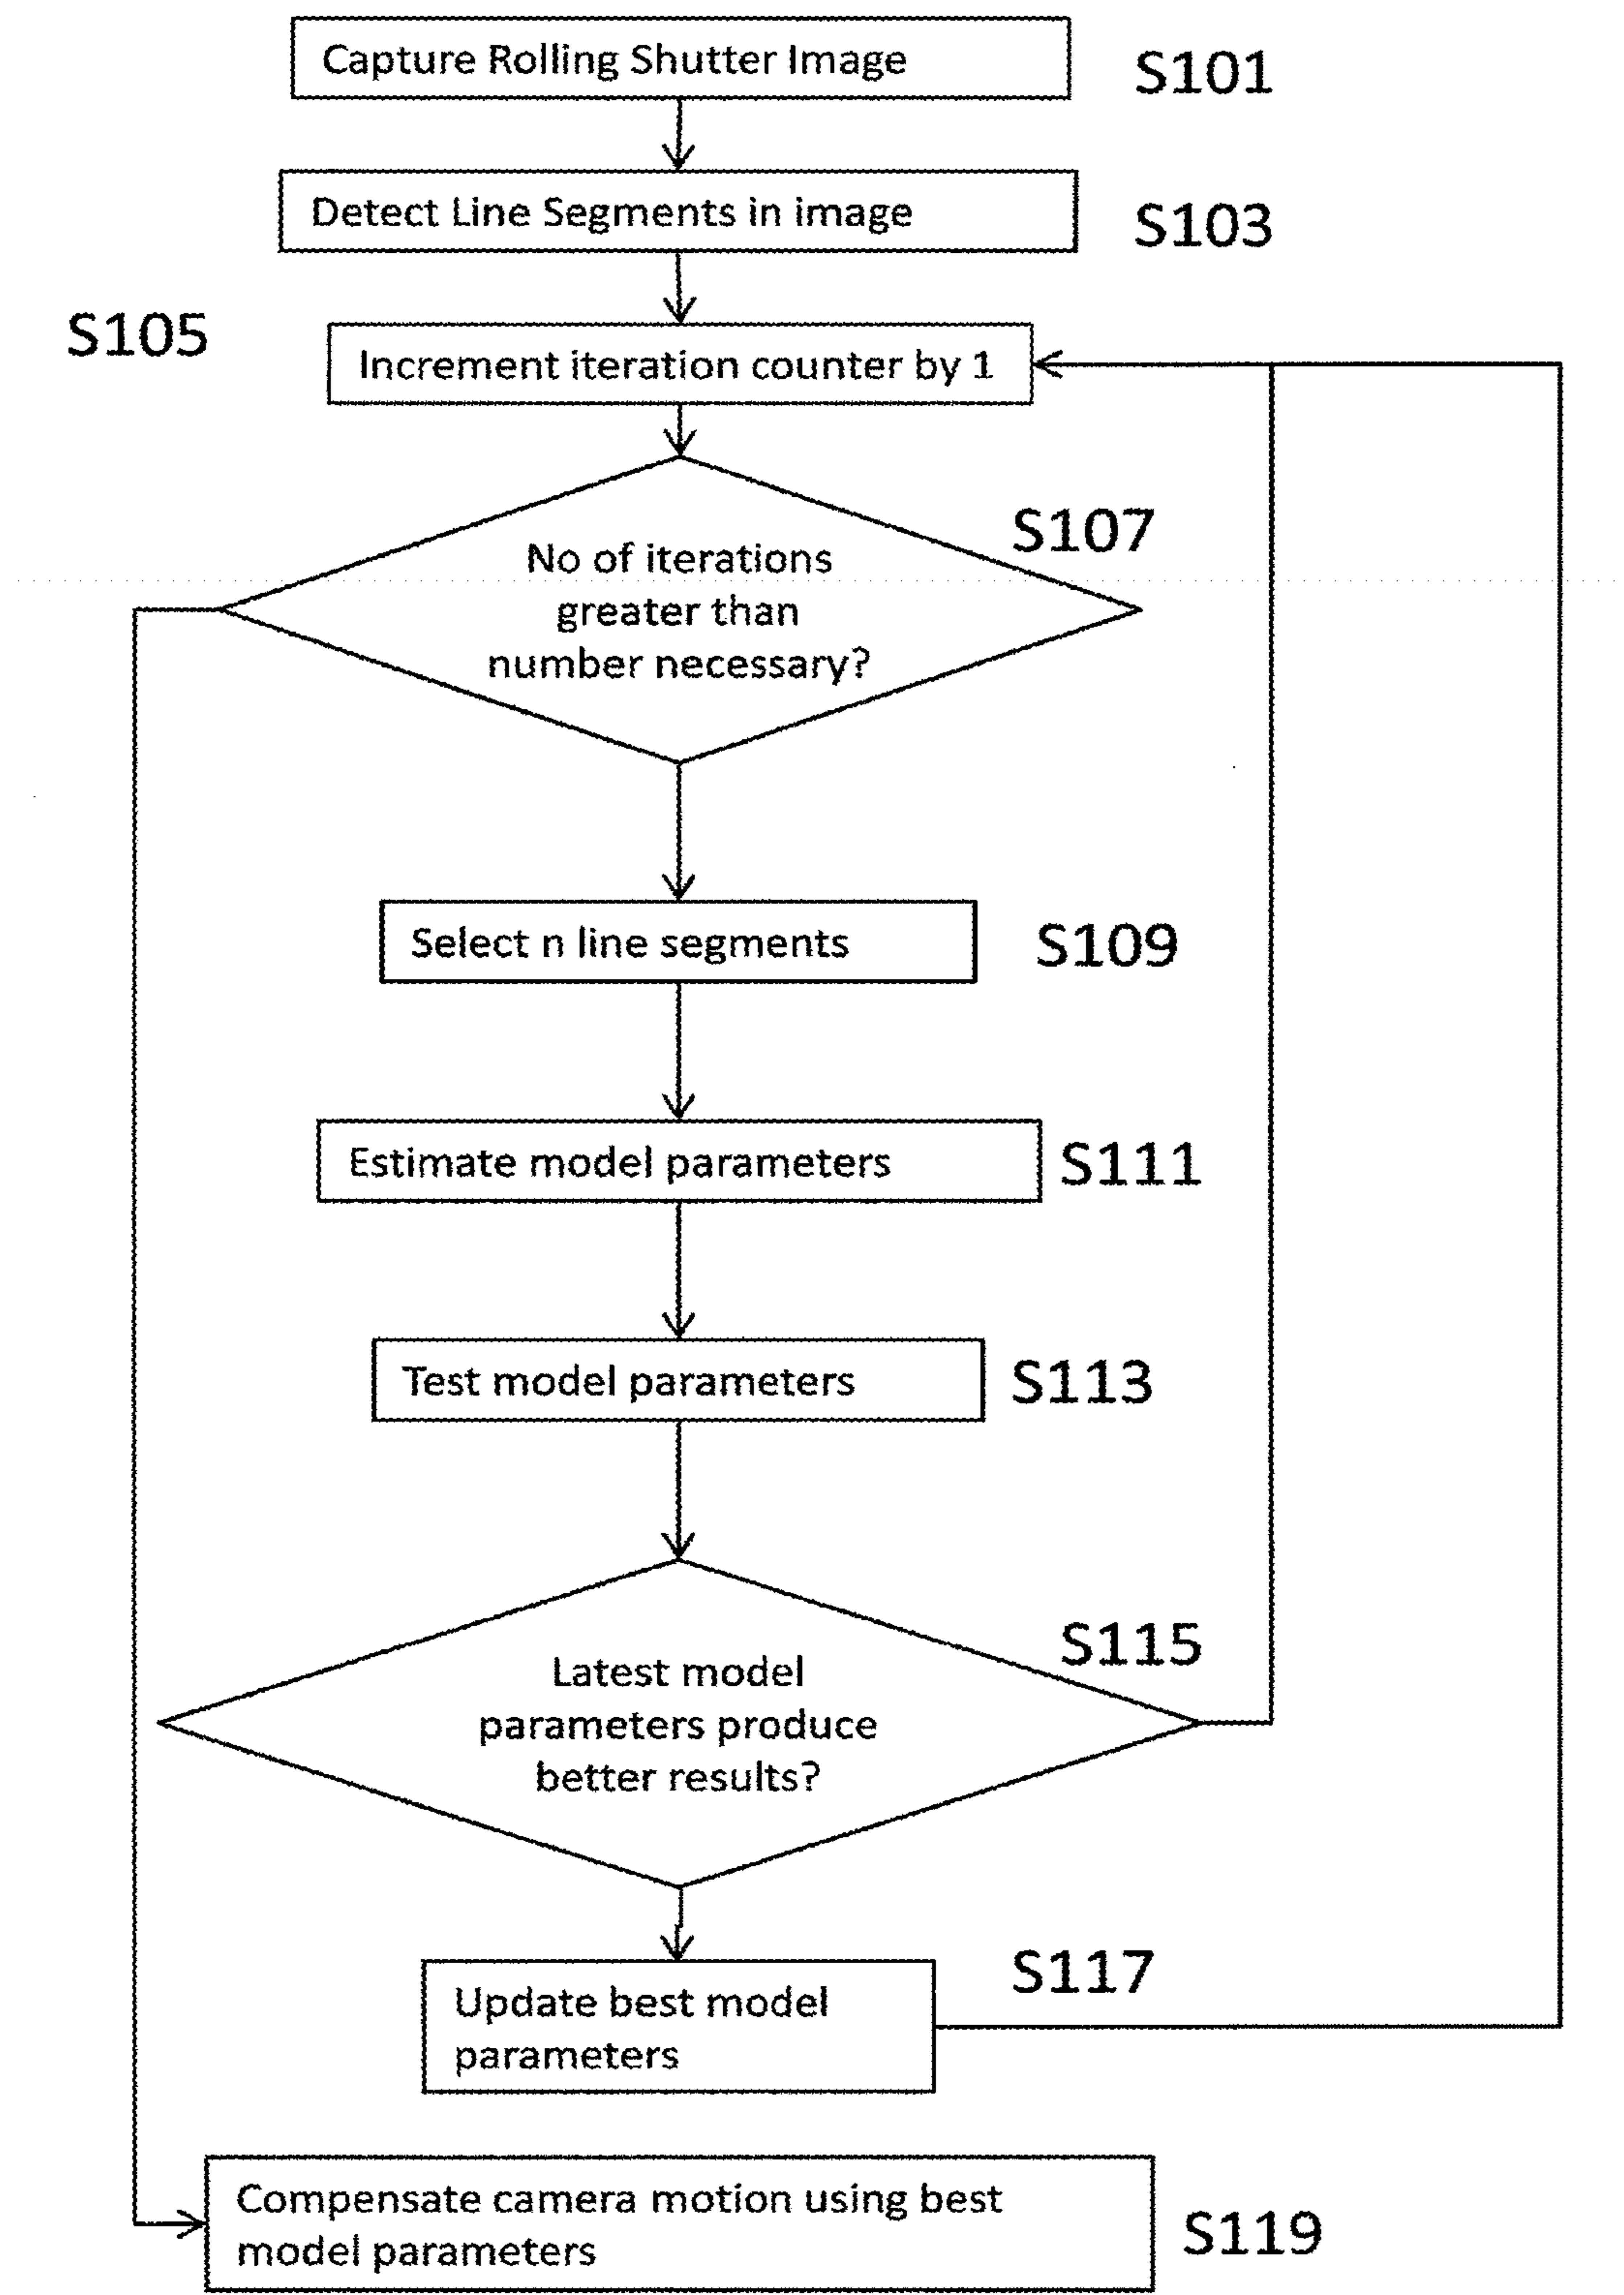 Capture Rolling Shutter Image
S101
Detect Line Segments in image
S103
S105
Increment iteration counter by 1
S107
No of iterations
greater than
number necessary?
Select n line segments
S109
Estimate model parameters
S111
Test model parameters
S113
S115
Latest model
parameters produce
better results?
S117
Update best model
parameters
Compensate camera motion using best
model parameters
S119